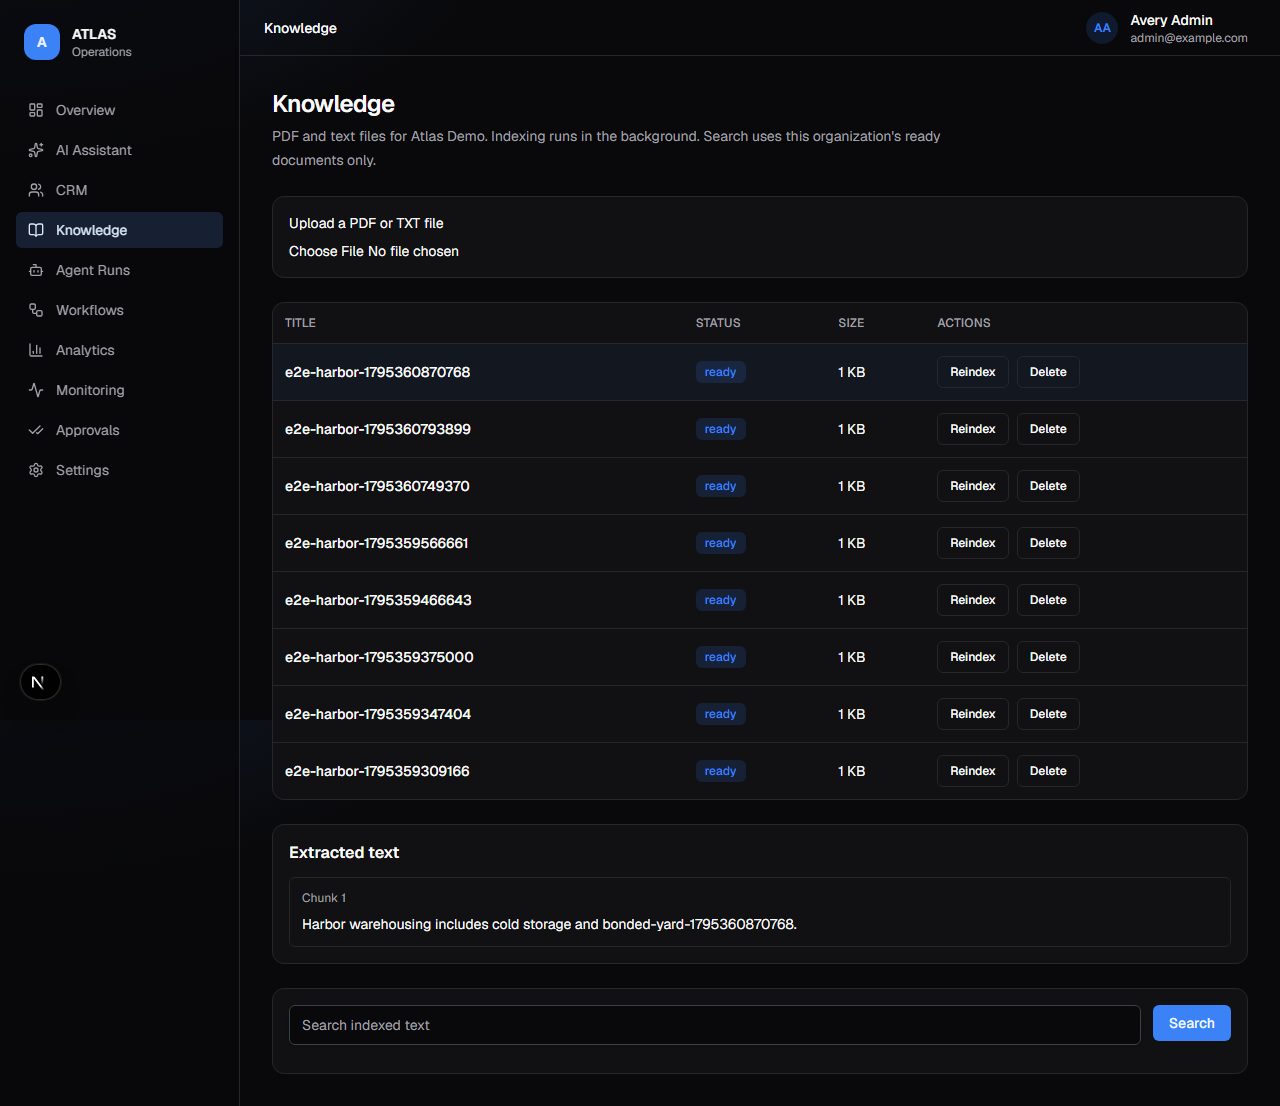 A
ATLAS
Operations
Overview
AI Assistant
CRM
Knowledge
Agent Runs
Workflows
Analytics
Monitoring
Approvals
Settings
N
Knowledge
AA
Avery Admin
admin@example.com
Knowledge
PDF and text files for Atlas Demo. Indexing runs in the background. Search uses this organization's ready
documents only.
Upload a PDF or TXT file
Choose File No file chosen
TITLE STATUS SIZE ACTIONS
e2e-harbor-1795360870768 ready 1 KB Reindex Delete
e2e-harbor-1795360793899 ready 1 KB Reindex Delete
e2e-harbor-1795360749370 ready 1 KB Reindex Delete
e2e-harbor-1795359566661 ready 1 KB Reindex Delete
e2e-harbor-1795359466643 ready 1 KB Reindex Delete
e2e-harbor-1795359375000 ready 1 KB Reindex Delete
e2e-harbor-1795359347404 ready 1 KB Reindex Delete
e2e-harbor-1795359309166 ready 1 KB Reindex Delete
Extracted text
Chunk 1
Harbor warehousing includes cold storage and bonded-yard-1795360870768.
Search indexed text
Search